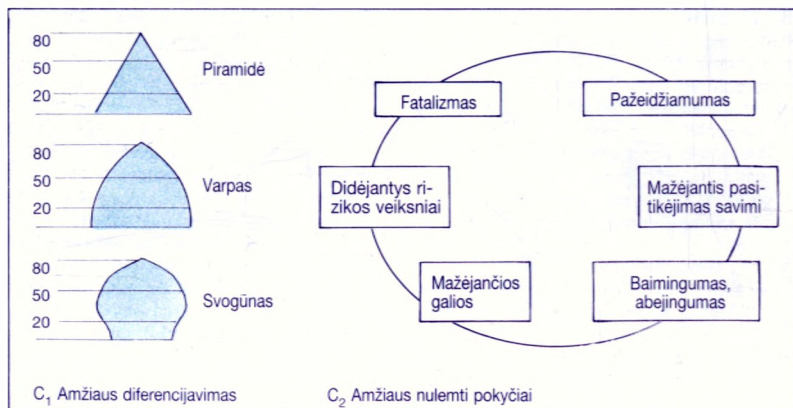 80
50
20
Piramidė
80
50
20
Varpas
80
50
20
Svogūnas
C₁ Amžiaus diferencijavimas
Fatalizmas
Pažeidžiamumas
Didėjantys ri-
zikos veiksniai
Mažėjantis pasi-
tikėjimas savimi
Mažėjančios
galios
Baimingumas,
abejingumas
C₂ Amžiaus nulemti pokyčiai